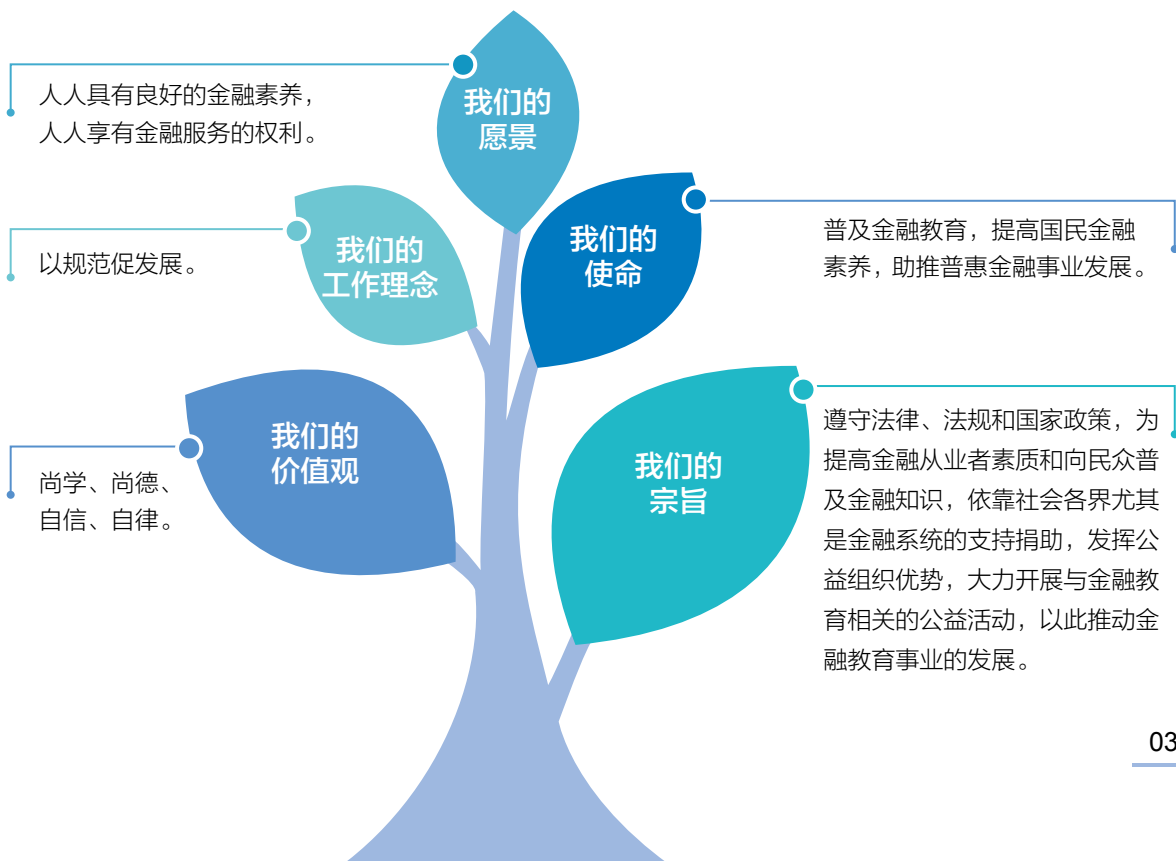 我们的
愿景
人人具有良好的金融素养，
人人享有金融服务的权利。
我们的
工作理念
以规范促发展。
我们的
使命
普及金融教育，提高国民金融
素养，助推普惠金融事业发展。
我们的
价值观
尚学、尚德、
自信、自律。
我们的
宗旨
遵守法律、法规和国家政策，为
提高金融从业者素质和向民众普
及金融知识，依靠社会各界尤其
是金融系统的支持捐助，发挥公
益组织优势，大力开展与金融教
育相关的公益活动，以此推动金
融教育事业的发展。
03